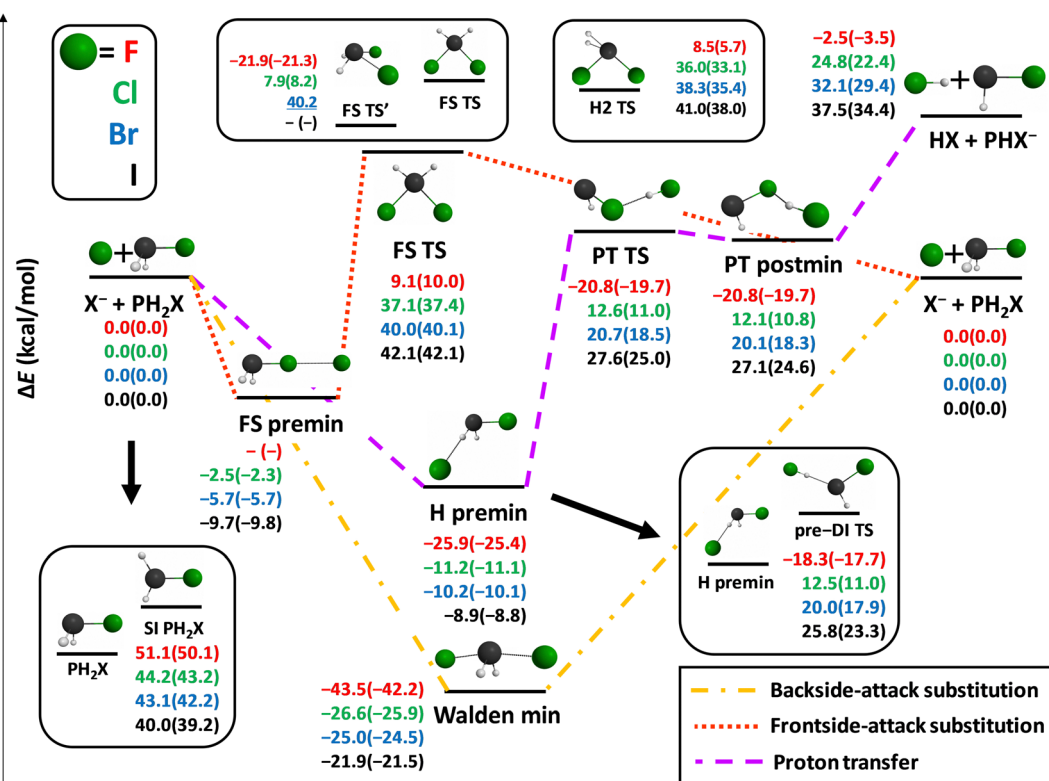 = F
Cl
Br
I
−21.9(−21.3)
7.9(8.2)
40.2
– (–)
FS TS’
FS TS
H2 TS
8.5(5.7)
36.0(33.1)
38.3(35.4)
41.0(38.0)
−2.5(−3.5)
24.8(22.4)
32.1(29.4)
37.5(34.4)
+
HX + PHX⁻
ΔE (kcal/mol)
+
X⁻ + PH₂X
0.0(0.0)
0.0(0.0)
0.0(0.0)
0.0(0.0)
FS TS
9.1(10.0)
37.1(37.4)
40.0(40.1)
42.1(42.1)
PT TS
−20.8(−19.7)
12.6(11.0)
20.7(18.5)
27.6(25.0)
PT postmin
−20.8(−19.7)
12.1(10.8)
20.1(18.3)
27.1(24.6)
+
X⁻ + PH₂X
0.0(0.0)
0.0(0.0)
0.0(0.0)
0.0(0.0)
FS premin
– (–)
−2.5(−2.3)
−5.7(−5.7)
−9.7(−9.8)
H premin
−25.9(−25.4)
−11.2(−11.1)
−10.2(−10.1)
−8.9(−8.8)
pre–DI TS
H premin
−18.3(−17.7)
12.5(11.0)
20.0(17.9)
25.8(23.3)
SI PH₂X
PH₂X
51.1(50.1)
44.2(43.2)
43.1(42.2)
40.0(39.2)
Walden min
−43.5(−42.2)
−26.6(−25.9)
−25.0(−24.5)
−21.9(−21.5)
Backside-attack substitution
Frontside-attack substitution
Proton transfer